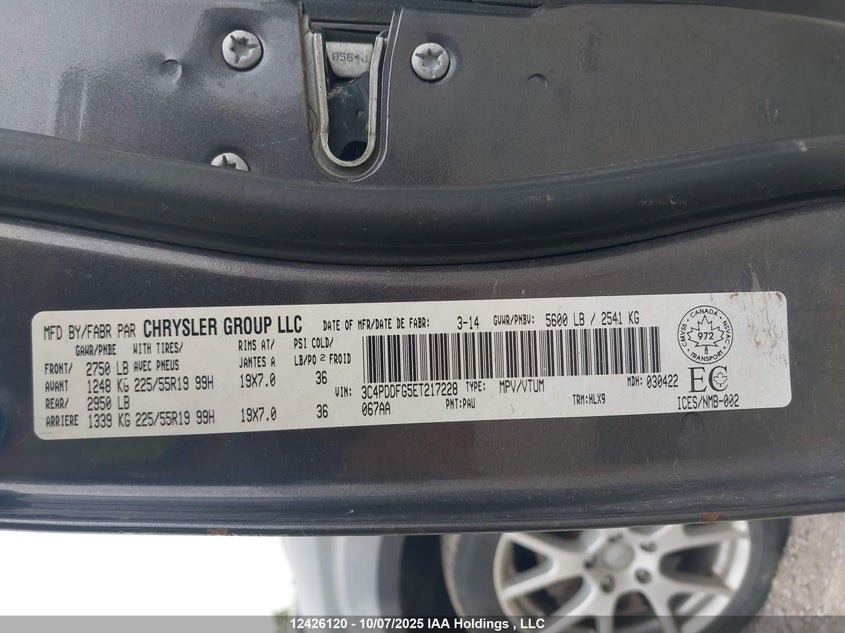 0564J
MFD BY/FABR PAR CHRYSLER GROUP LLC DATE OF MFR/DATE DE FABR: 3-14 GVWR/PNBV: 5600 LB / 2541 KG
GAWR/PNBE WITH TIRES/ RIMS AT/ PSI COLD/
FRONT/ 2750 LB AVEC PNEUS JANTES A LB/PO 2 FROID
AVANT 1248 KG 225/55R19 99H 19X7.0 36
REAR/ 2950 LB
ARRIERE 1339 KG 225/55R19 99H 19X7.0 36
VIN: 3C4PDDFG5ET217228 TYPE: MPV/VTUM MDH: 030422
067AA PNT:PAU TRM:HLX9
CANADA
CMVSS NSVAC
972
TRANSPORT
EC
ICES/NMB-002
12426120 - 10/07/2025 IAA Holdings , LLC